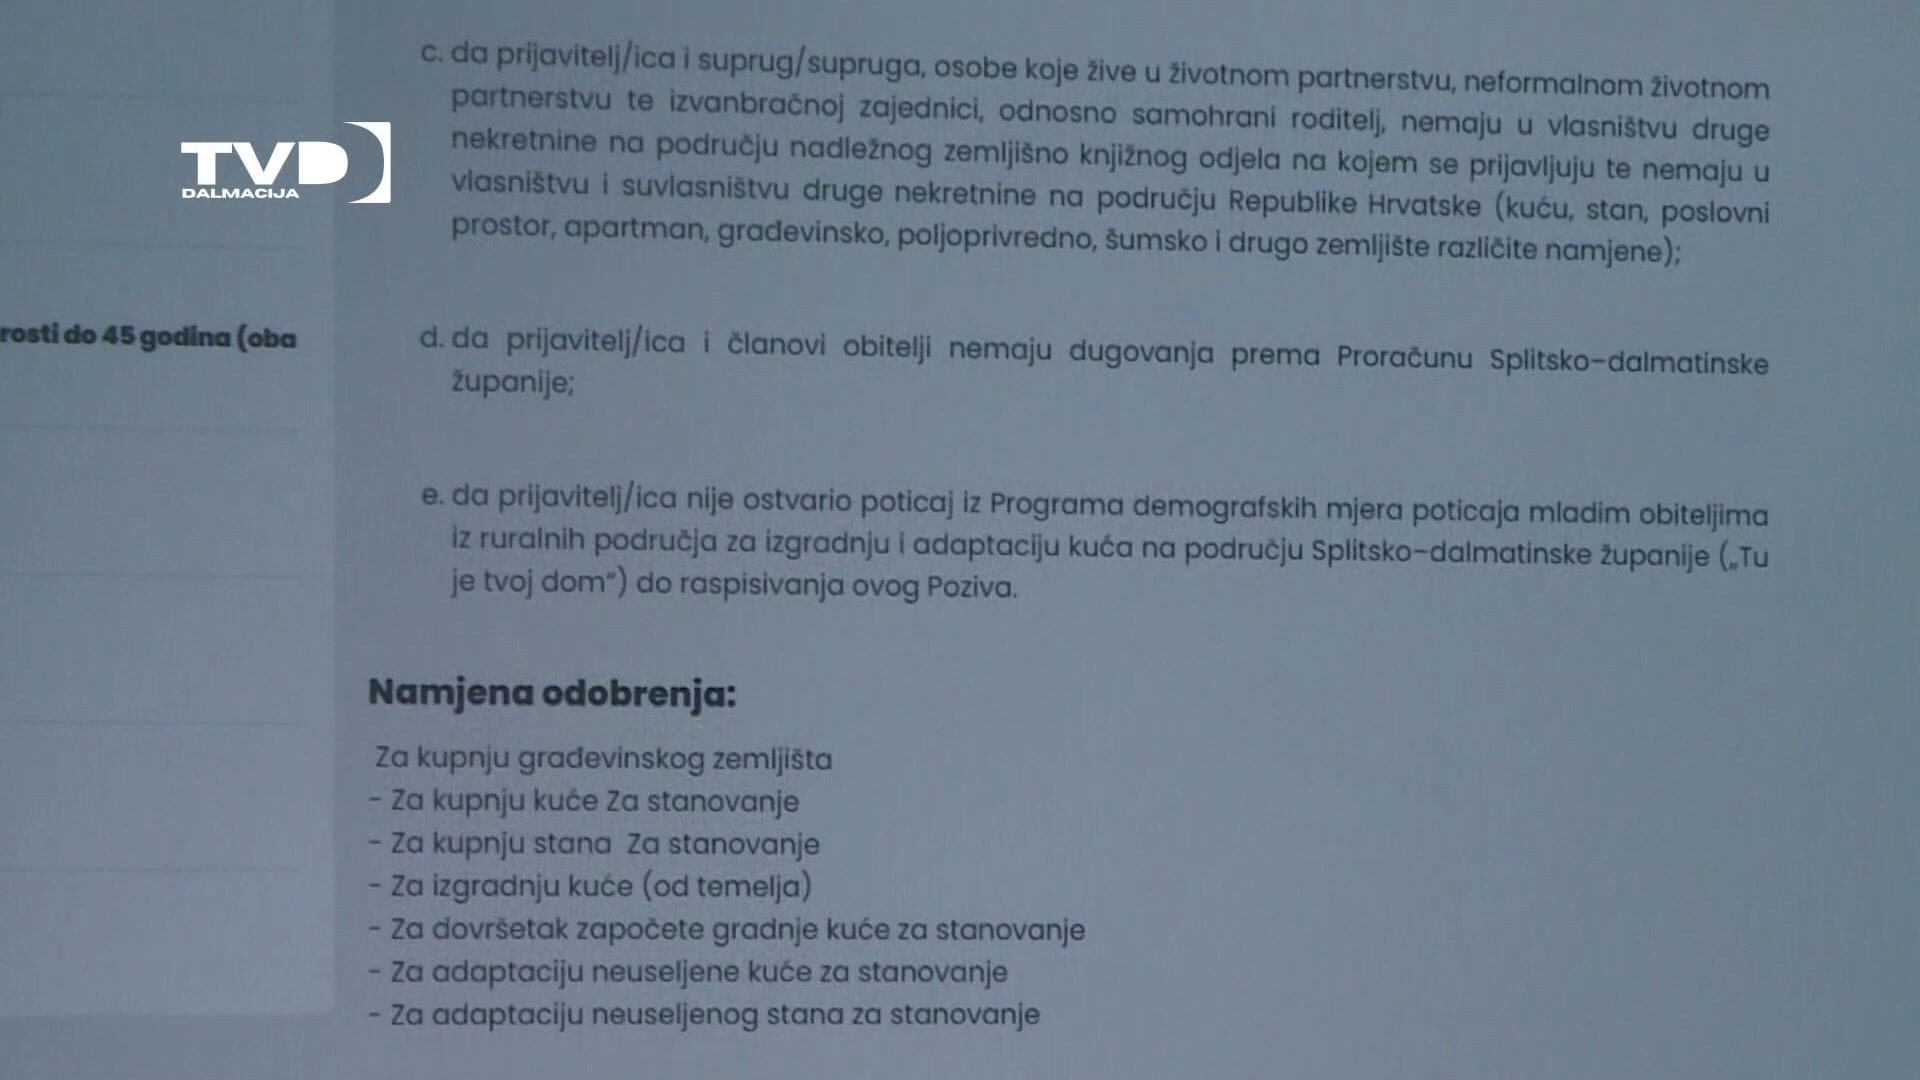 c. da prijavitelj/ica i suprug/supruga, osobe koje žive u životnom partnerstvu, neformalnom životnom
partnerstvu te izvanbračnoj zajednici, odnosno samohrani roditelj, nemaju u vlasništvu druge
nekretnine na području nadležnog zemljišno knjižnog odjela na kojem se prijavljuju te nemaju u
vlasništvu i suvlasništvu druge nekretnine na području Republike Hrvatske (kuću, stan, poslovni
prostor, apartman, građevinsko, poljoprivredno, šumsko i drugo zemljište različite namjene);
TVD
DALMACIJA
rosti do 45 godina (oba
d. da prijavitelj/ica i članovi obitelji nemaju dugovanja prema Proračunu Splitsko-dalmatinske
županije;
e. da prijavitelj/ica nije ostvario poticaj iz Programa demografskih mjera poticaja mladim obiteljima
iz ruralnih područja za izgradnju i adaptaciju kuća na području Splitsko-dalmatinske županije („Tu
je tvoj dom“) do raspisivanja ovog Poziva.
Namjena odobrenja:
Za kupnju građevinskog zemljišta
- Za kupnju kuće Za stanovanje
- Za kupnju stana Za stanovanje
- Za izgradnju kuće (od temelja)
- Za dovršetak započete gradnje kuće za stanovanje
- Za adaptaciju neuseljene kuće za stanovanje
- Za adaptaciju neuseljenog stana za stanovanje